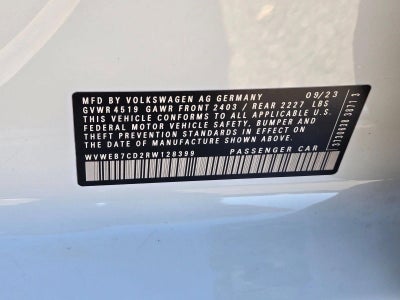 MFD BY VOLKSWAGEN AG GERMANY 09/23
GVWR 4519 GAWR FRONT 2403 / REAR 2227 LBS
THIS VEHICLE CONFORMS TO ALL APPLICABLE U.S.
FEDERAL MOTOR VEHICLE SAFETY, BUMPER AND
THEFT PREVENTION STANDARDS IN EFFECT ON
THE DATE OF MANUFACTURE SHOWN ABOVE.
WVWEB7CD2RW128399 PASSENGER CAR